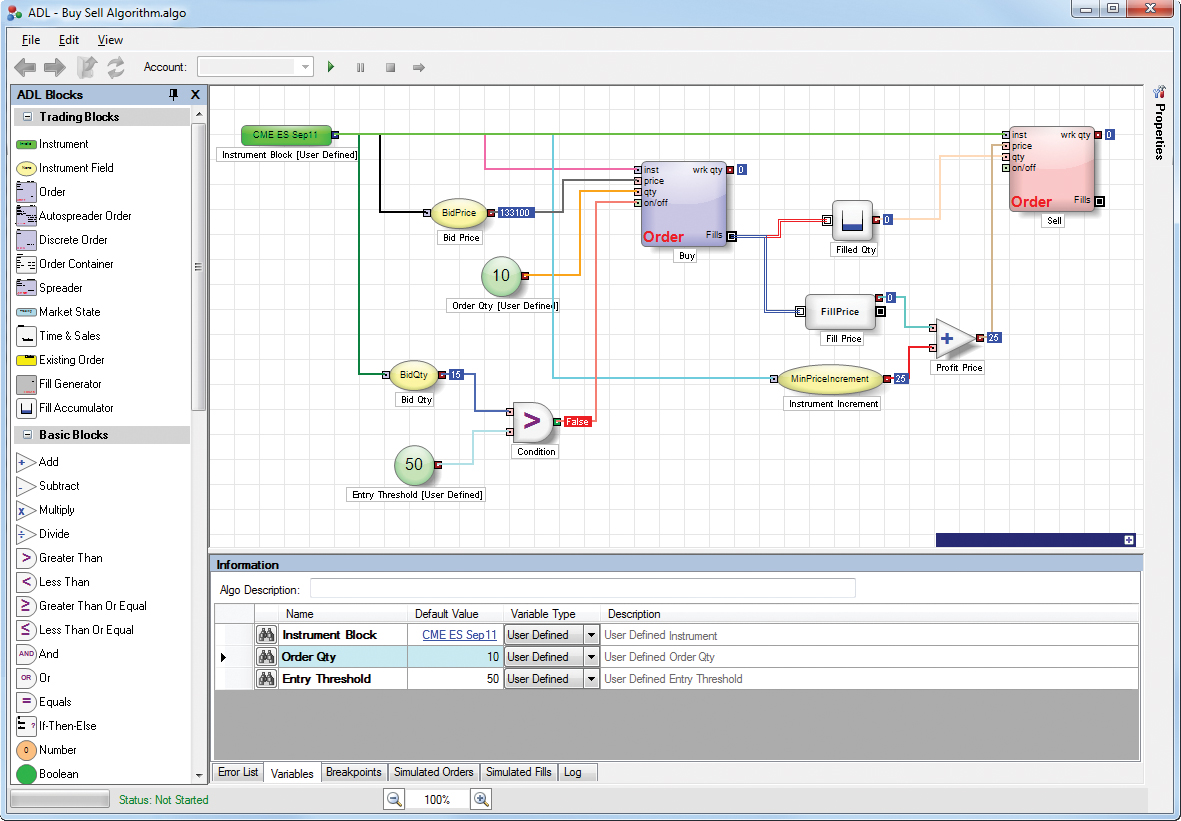 ADL - Buy Sell Algorithm.algo
File Edit View
Account:
ADL Blocks
Trading Blocks
Instrument
Instrument Field
Order
Autospreader Order
Discrete Order
Order Container
Spreader
Market State
Time & Sales
Existing Order
Fill Generator
Fill Accumulator
Basic Blocks
Add
Subtract
Multiply
Divide
Greater Than
Less Than
Greater Than Or Equal
Less Than Or Equal
AND And
OR Or
Equals
If-Then-Else
0 Number
Boolean
CME ES Sep11
Instrument Block [User Defined]
BidPrice 133100
Bid Price
10
Order Qty [User Defined]
BidQty 15
Bid Qty
50
Entry Threshold [User Defined]
>
False
Condition
inst wrk qty 0
price
qty
on/off
Order Fills
Buy
0
Filled Qty
FillPrice 0
Fill Price
MinPriceIncrement 25
Instrument Increment
+ 25
Profit Price
inst wrk qty 0
price
qty
on/off
Order Fills
Sell
Properties
Information
Algo Description:
Name Default Value Variable Type Description
Instrument Block CME ES Sep11 User Defined User Defined Instrument
Order Qty 10 User Defined User Defined Order Qty
Entry Threshold 50 User Defined User Defined Entry Threshold
Error List Variables Breakpoints Simulated Orders Simulated Fills Log
Status: Not Started 100%